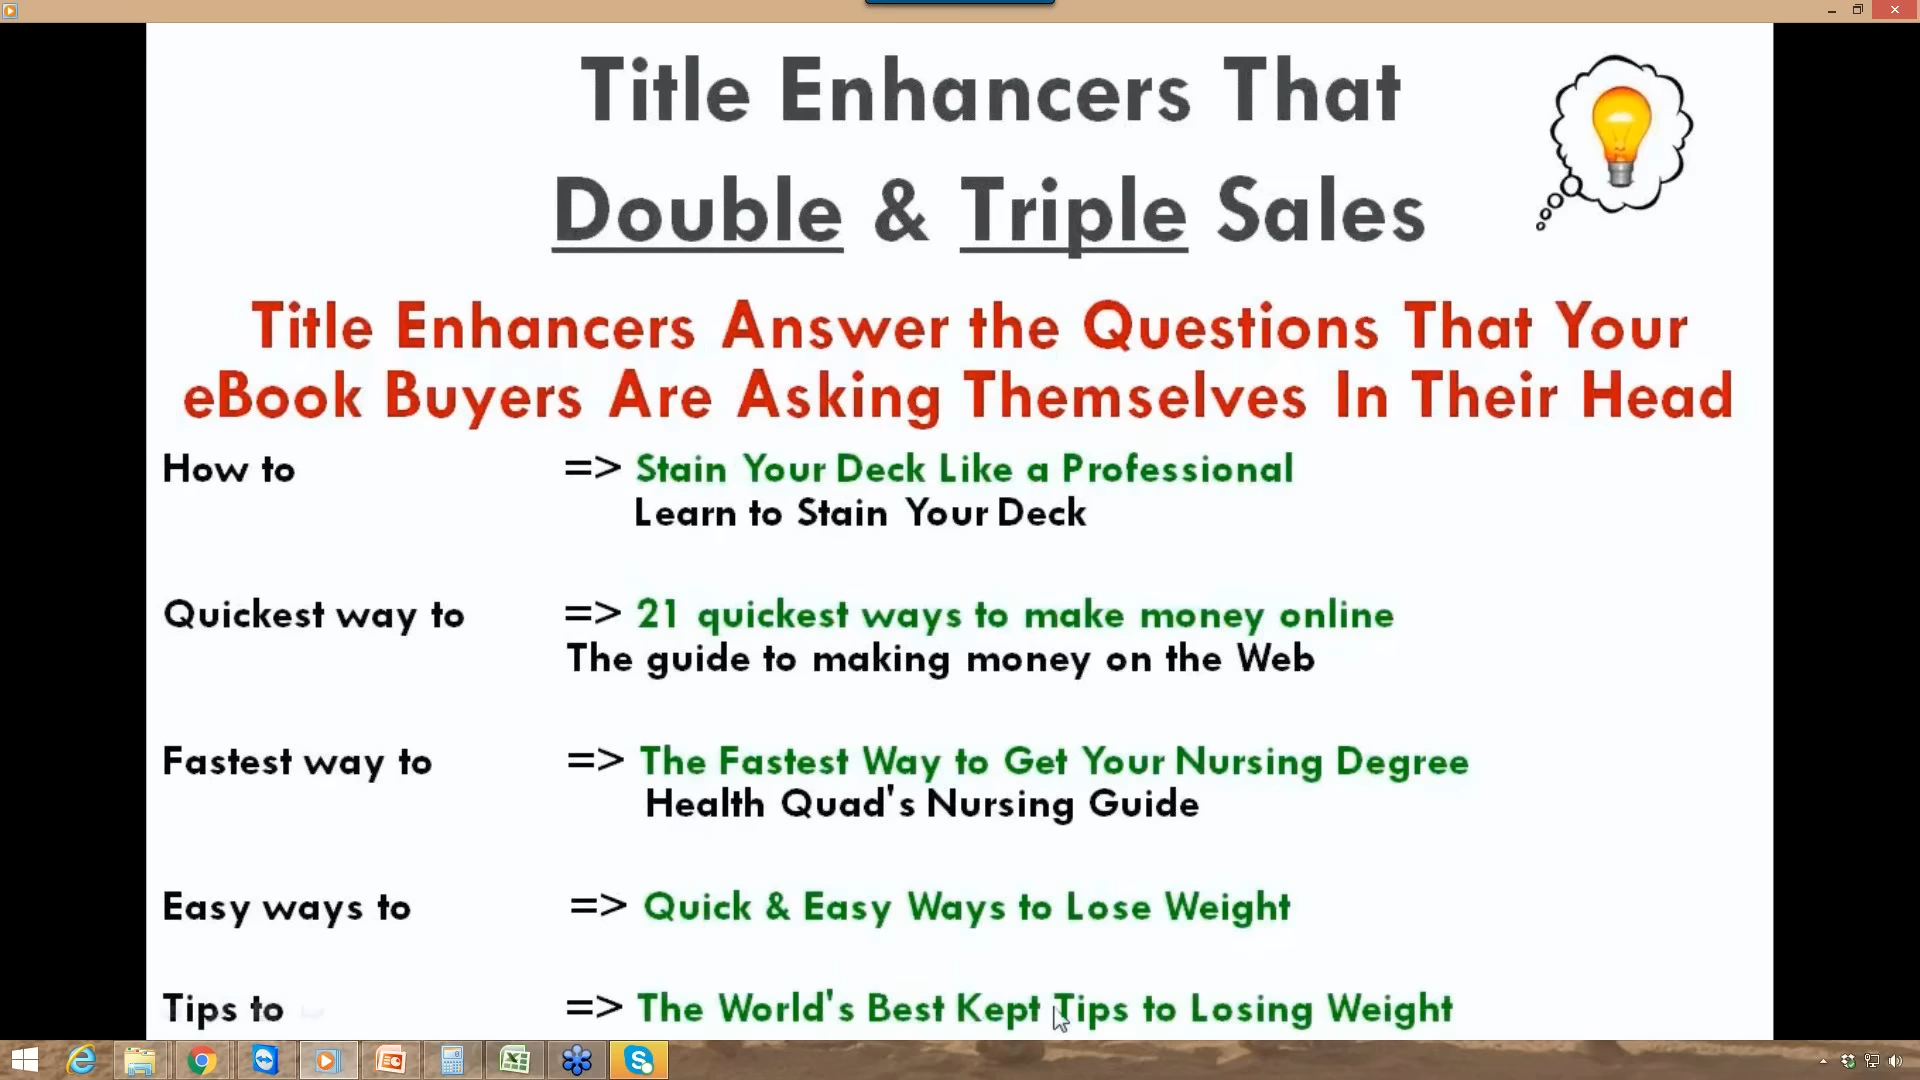 Title Enhancers That
Double & Triple Sales
Title Enhancers Answer the Questions That Your
eBook Buyers Are Asking Themselves In Their Head
How to => Stain Your Deck Like a Professional
Learn to Stain Your Deck
Quickest way to => 21 quickest ways to make money online
The guide to making money on the Web
Fastest way to => The Fastest Way to Get Your Nursing Degree
Health Quad's Nursing Guide
Easy ways to => Quick & Easy Ways to Lose Weight
Tips to => The World's Best Kept Tips to Losing Weight